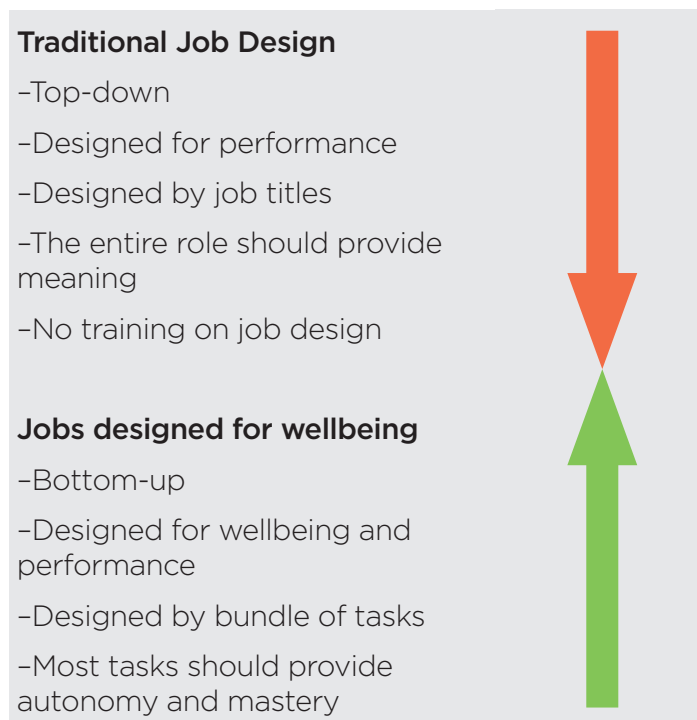 Traditional Job Design
–Top-down
–Designed for performance
–Designed by job titles
–The entire role should provide
meaning
–No training on job design
Jobs designed for wellbeing
–Bottom-up
–Designed for wellbeing and
performance
–Designed by bundle of tasks
–Most tasks should provide
autonomy and mastery